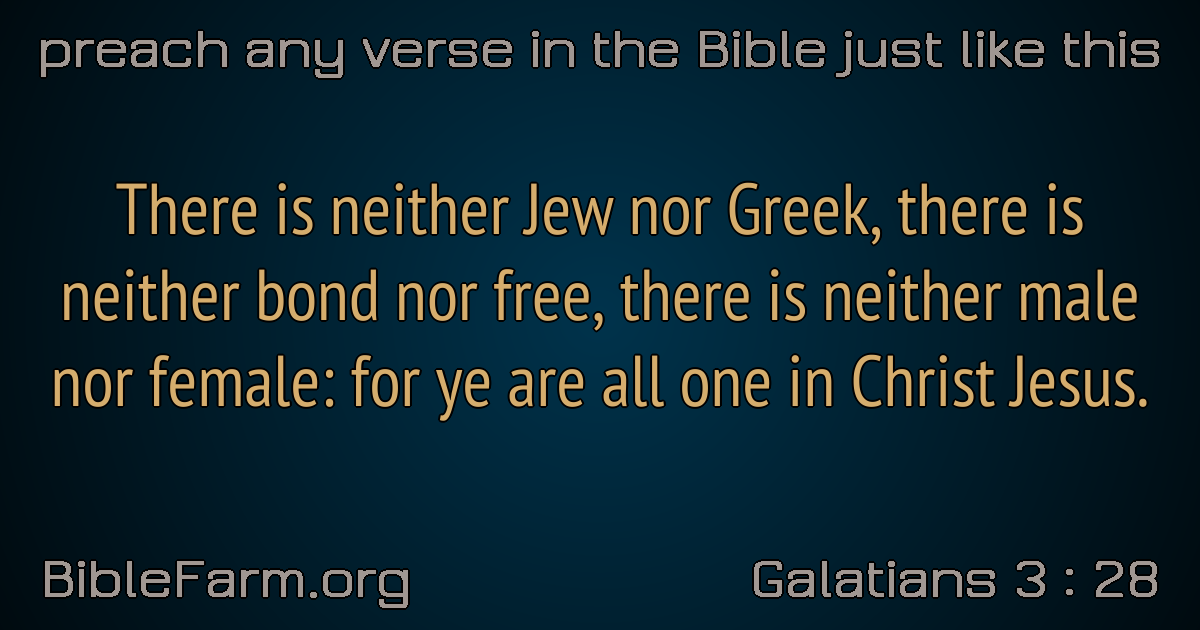 preach any verse in the Bible just like this
There is neither Jew nor Greek, there is
neither bond nor free, there is neither male
nor female: for ye are all one in Christ Jesus.
BibleFarm.org
Galatians 3 : 28